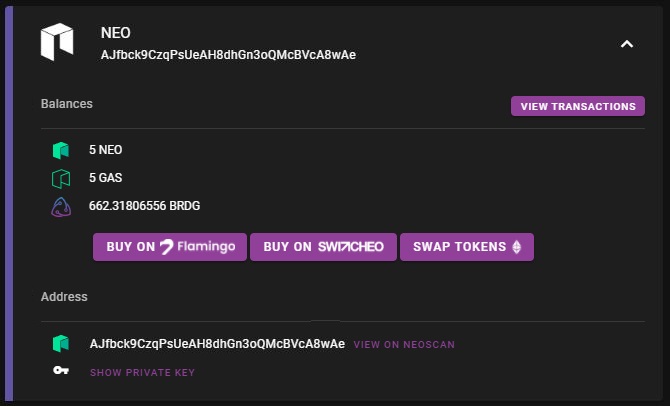 NEO
AJfbck9CzqPsUeAH8dhGn3oQMcBVcA8wAe
Balances
VIEW TRANSACTIONS
5 NEO
5 GAS
662.31806556 BRDG
BUY ON Flamingo BUY ON SWITCHEO SWAP TOKENS
Address
AJfbck9CzqPsUeAH8dhGn3oQMcBVcA8wAe VIEW ON NEOSCAN
SHOW PRIVATE KEY